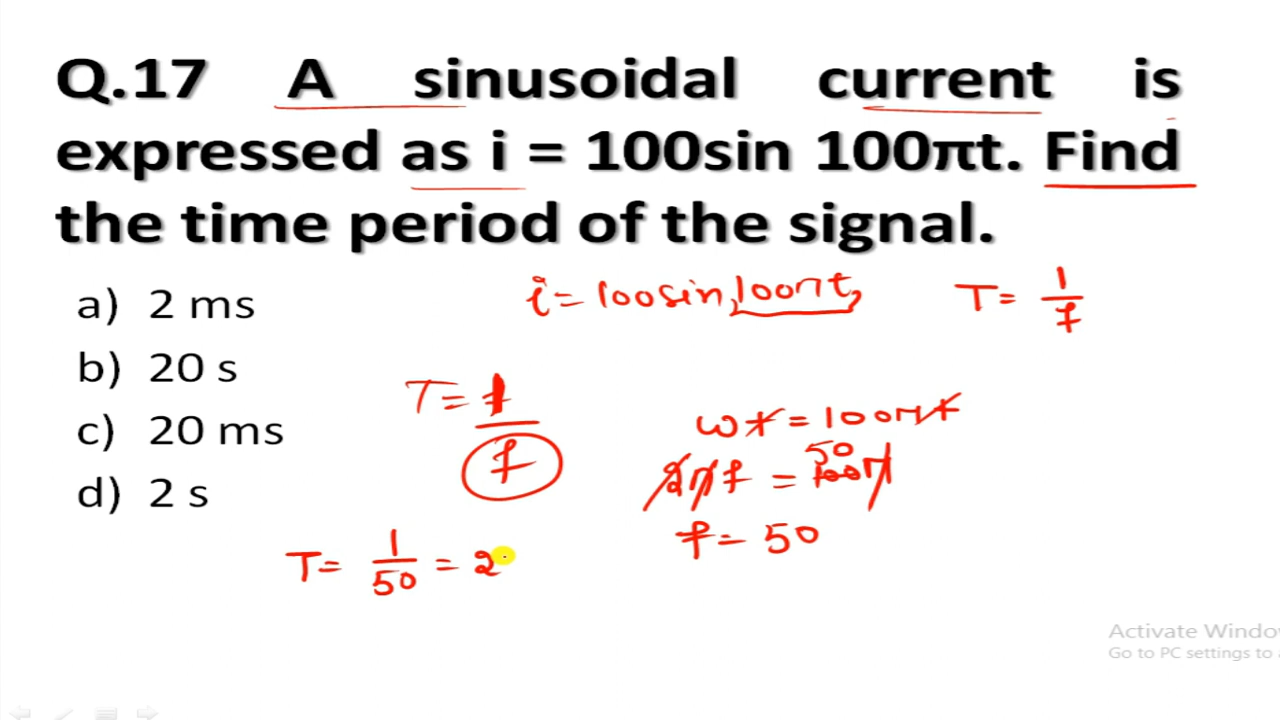 Q.17 A sinusoidal current is
expressed as i = 100sin 100πt. Find
the time period of the signal.
a) 2 ms
b) 20 s
c) 20 ms
d) 2 s
i = 100sin 100πt
T = 1/f
T = 1/f
ωt = 100πt
2πf = 100π 50
f = 50
T = 1/50 = 2
Activate Windo
Go to PC settings to